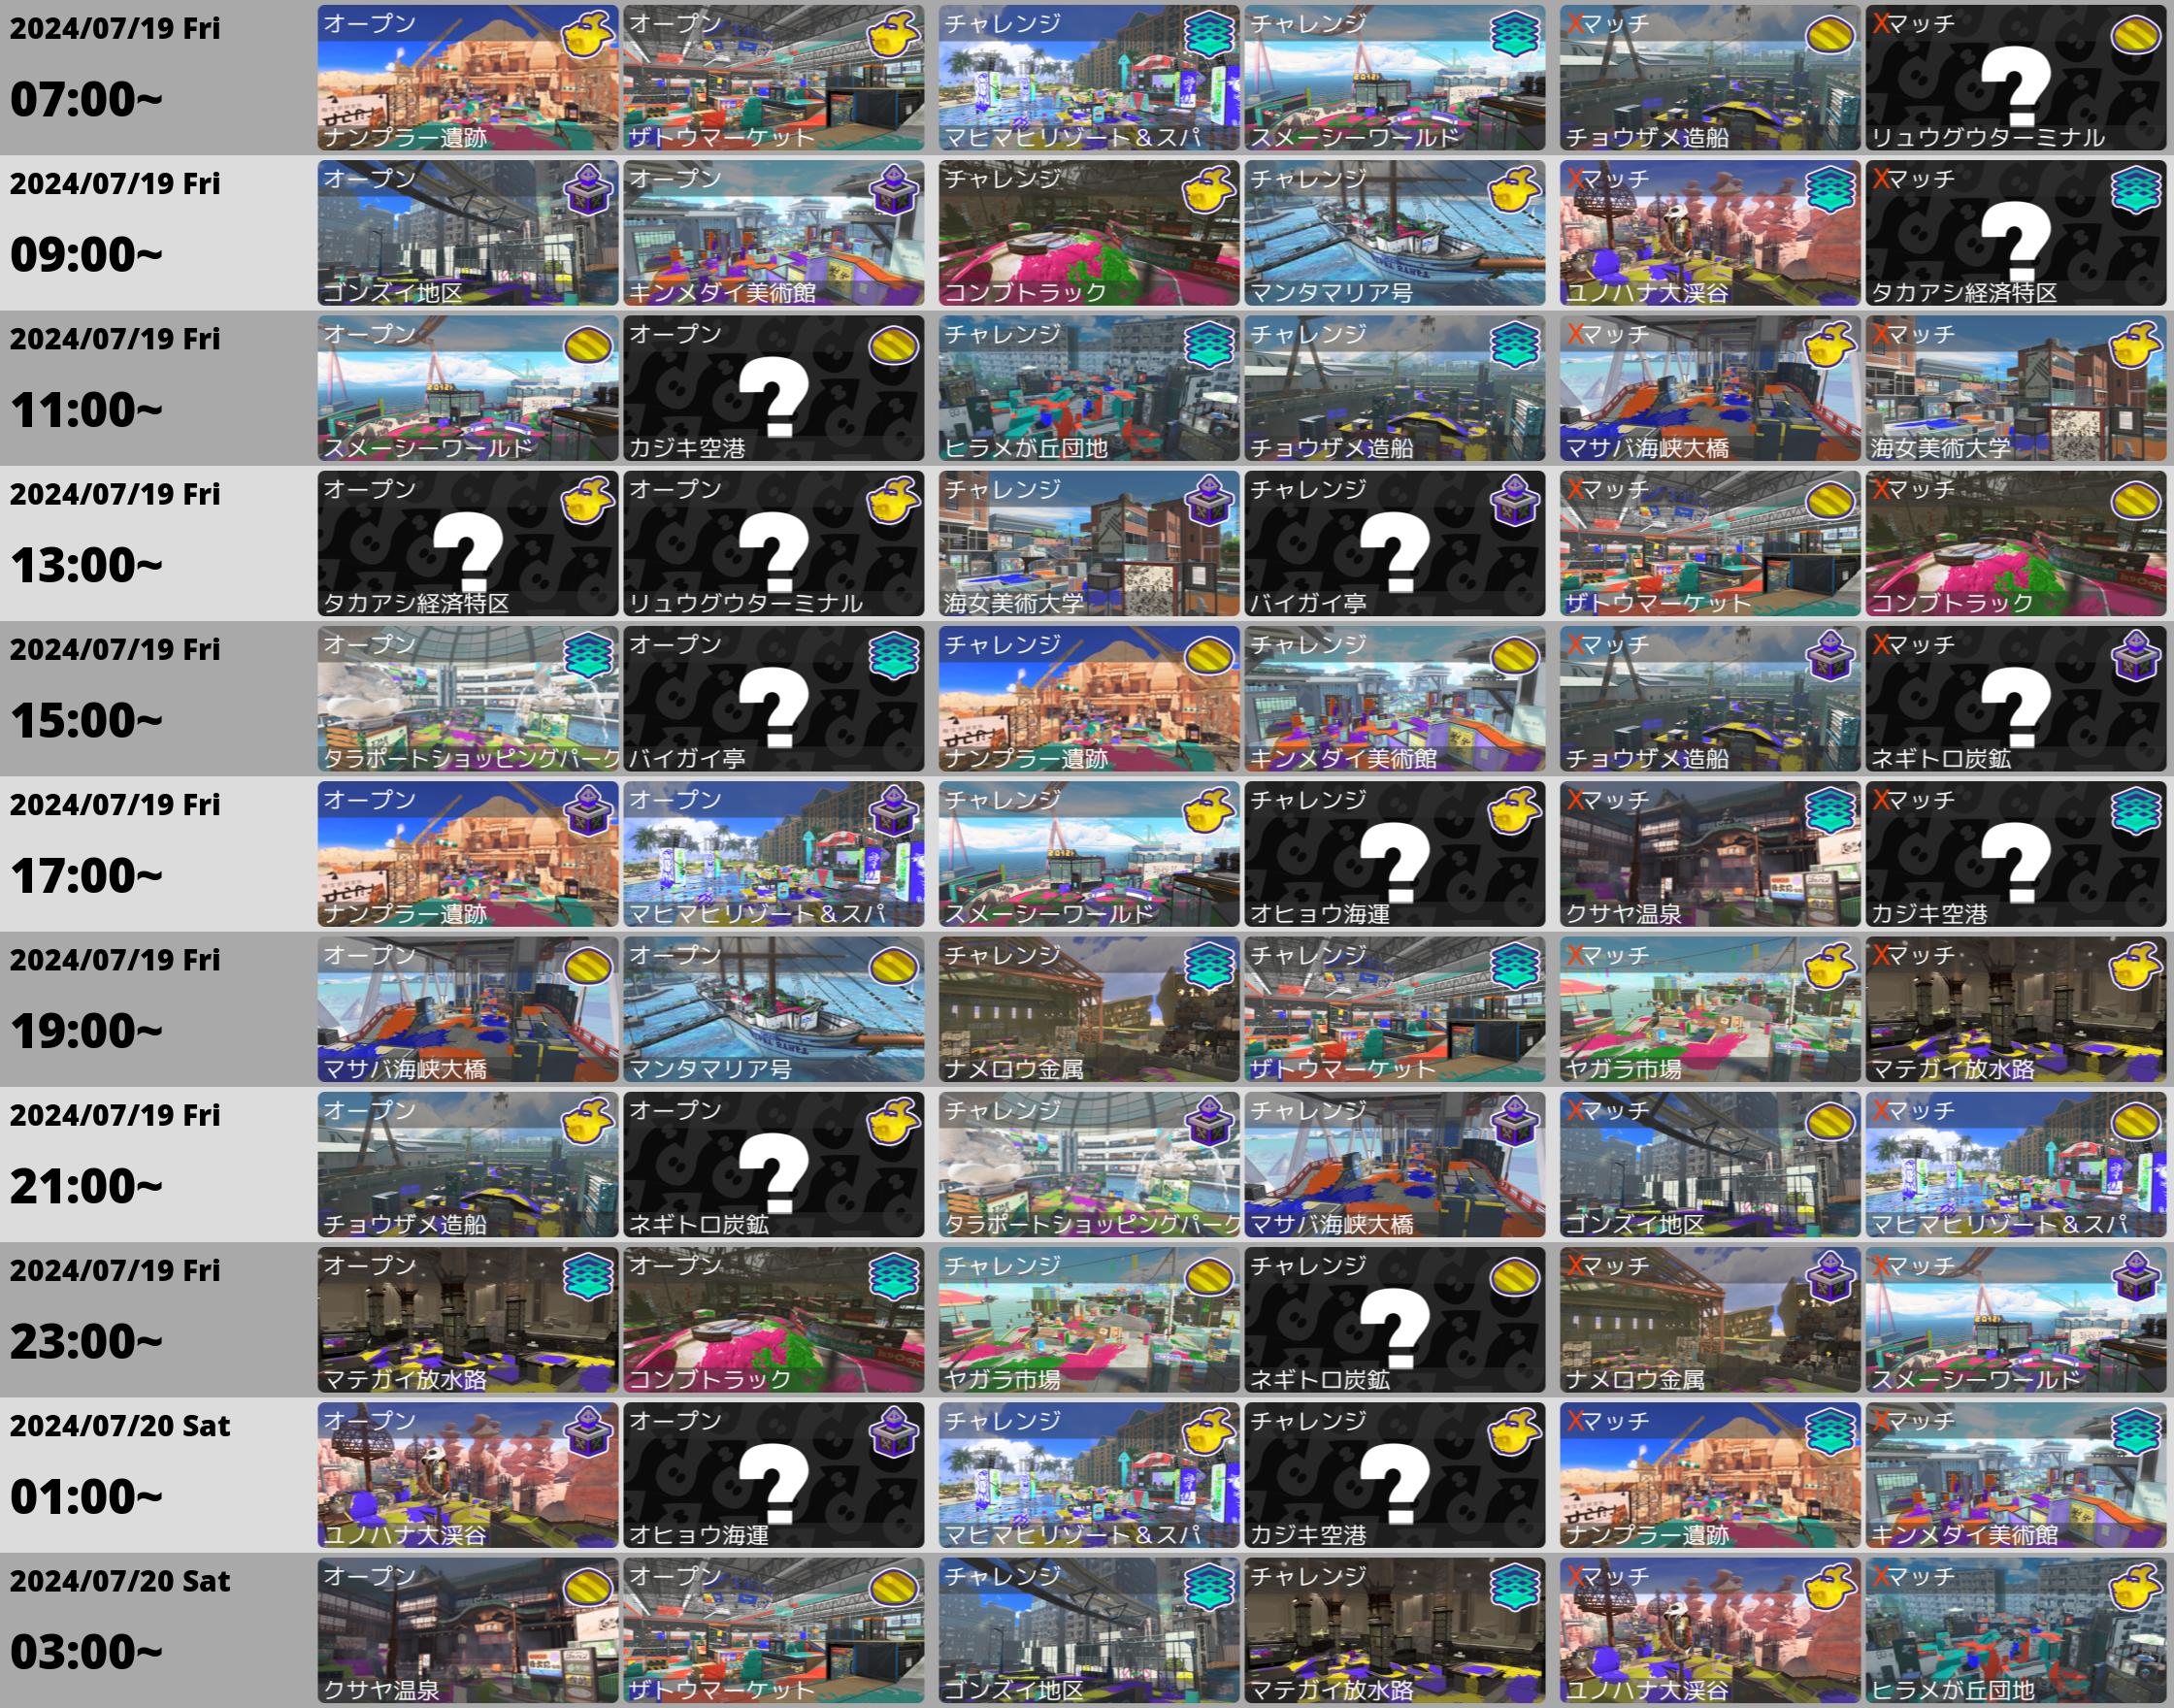 2024/07/19 Fri
07:00~
オープン
ナンプラー遺跡
オープン
ザトウマーケット
チャレンジ
マヒマヒリゾート＆スパ
チャレンジ
スメーシーワールド
Xマッチ
チョウザメ造船
Xマッチ
?
リュウグウターミナル
2024/07/19 Fri
09:00~
オープン
ゴンズイ地区
オープン
キンメダイ美術館
チャレンジ
コンブトラック
チャレンジ
マンタマリア号
Xマッチ
ユノハナ大渓谷
Xマッチ
?
タカアシ経済特区
2024/07/19 Fri
11:00~
オープン
スメーシーワールド
オープン
?
カジキ空港
チャレンジ
ヒラメが丘団地
チャレンジ
チョウザメ造船
Xマッチ
マサバ海峡大橋
Xマッチ
海女美術大学
2024/07/19 Fri
13:00~
オープン
?
タカアシ経済特区
オープン
?
リュウグウターミナル
チャレンジ
海女美術大学
チャレンジ
?
バイガイ亭
Xマッチ
ザトウマーケット
Xマッチ
コンブトラック
2024/07/19 Fri
15:00~
オープン
タラポートショッピングパーク
オープン
?
バイガイ亭
チャレンジ
ナンプラー遺跡
チャレンジ
キンメダイ美術館
Xマッチ
チョウザメ造船
Xマッチ
?
ネギトロ炭鉱
2024/07/19 Fri
17:00~
オープン
ナンプラー遺跡
オープン
マヒマヒリゾート＆スパ
チャレンジ
スメーシーワールド
チャレンジ
?
オヒョウ海運
Xマッチ
クサヤ温泉
Xマッチ
?
カジキ空港
2024/07/19 Fri
19:00~
オープン
マサバ海峡大橋
オープン
マンタマリア号
チャレンジ
ナメロウ金属
チャレンジ
ザトウマーケット
Xマッチ
ヤガラ市場
Xマッチ
マテガイ放水路
2024/07/19 Fri
21:00~
オープン
チョウザメ造船
オープン
?
ネギトロ炭鉱
チャレンジ
タラポートショッピングパーク
チャレンジ
マサバ海峡大橋
Xマッチ
ゴンズイ地区
Xマッチ
マヒマヒリゾート＆スパ
2024/07/19 Fri
23:00~
オープン
マテガイ放水路
オープン
コンブトラック
チャレンジ
ヤガラ市場
チャレンジ
?
ネギトロ炭鉱
Xマッチ
ナメロウ金属
Xマッチ
スメーシーワールド
2024/07/20 Sat
01:00~
オープン
ユノハナ大渓谷
オープン
?
オヒョウ海運
チャレンジ
マヒマヒリゾート＆スパ
チャレンジ
?
カジキ空港
Xマッチ
ナンプラー遺跡
Xマッチ
キンメダイ美術館
2024/07/20 Sat
03:00~
オープン
クサヤ温泉
オープン
ザトウマーケット
チャレンジ
ゴンズイ地区
チャレンジ
マテガイ放水路
Xマッチ
ユノハナ大渓谷
Xマッチ
ヒラメが丘団地